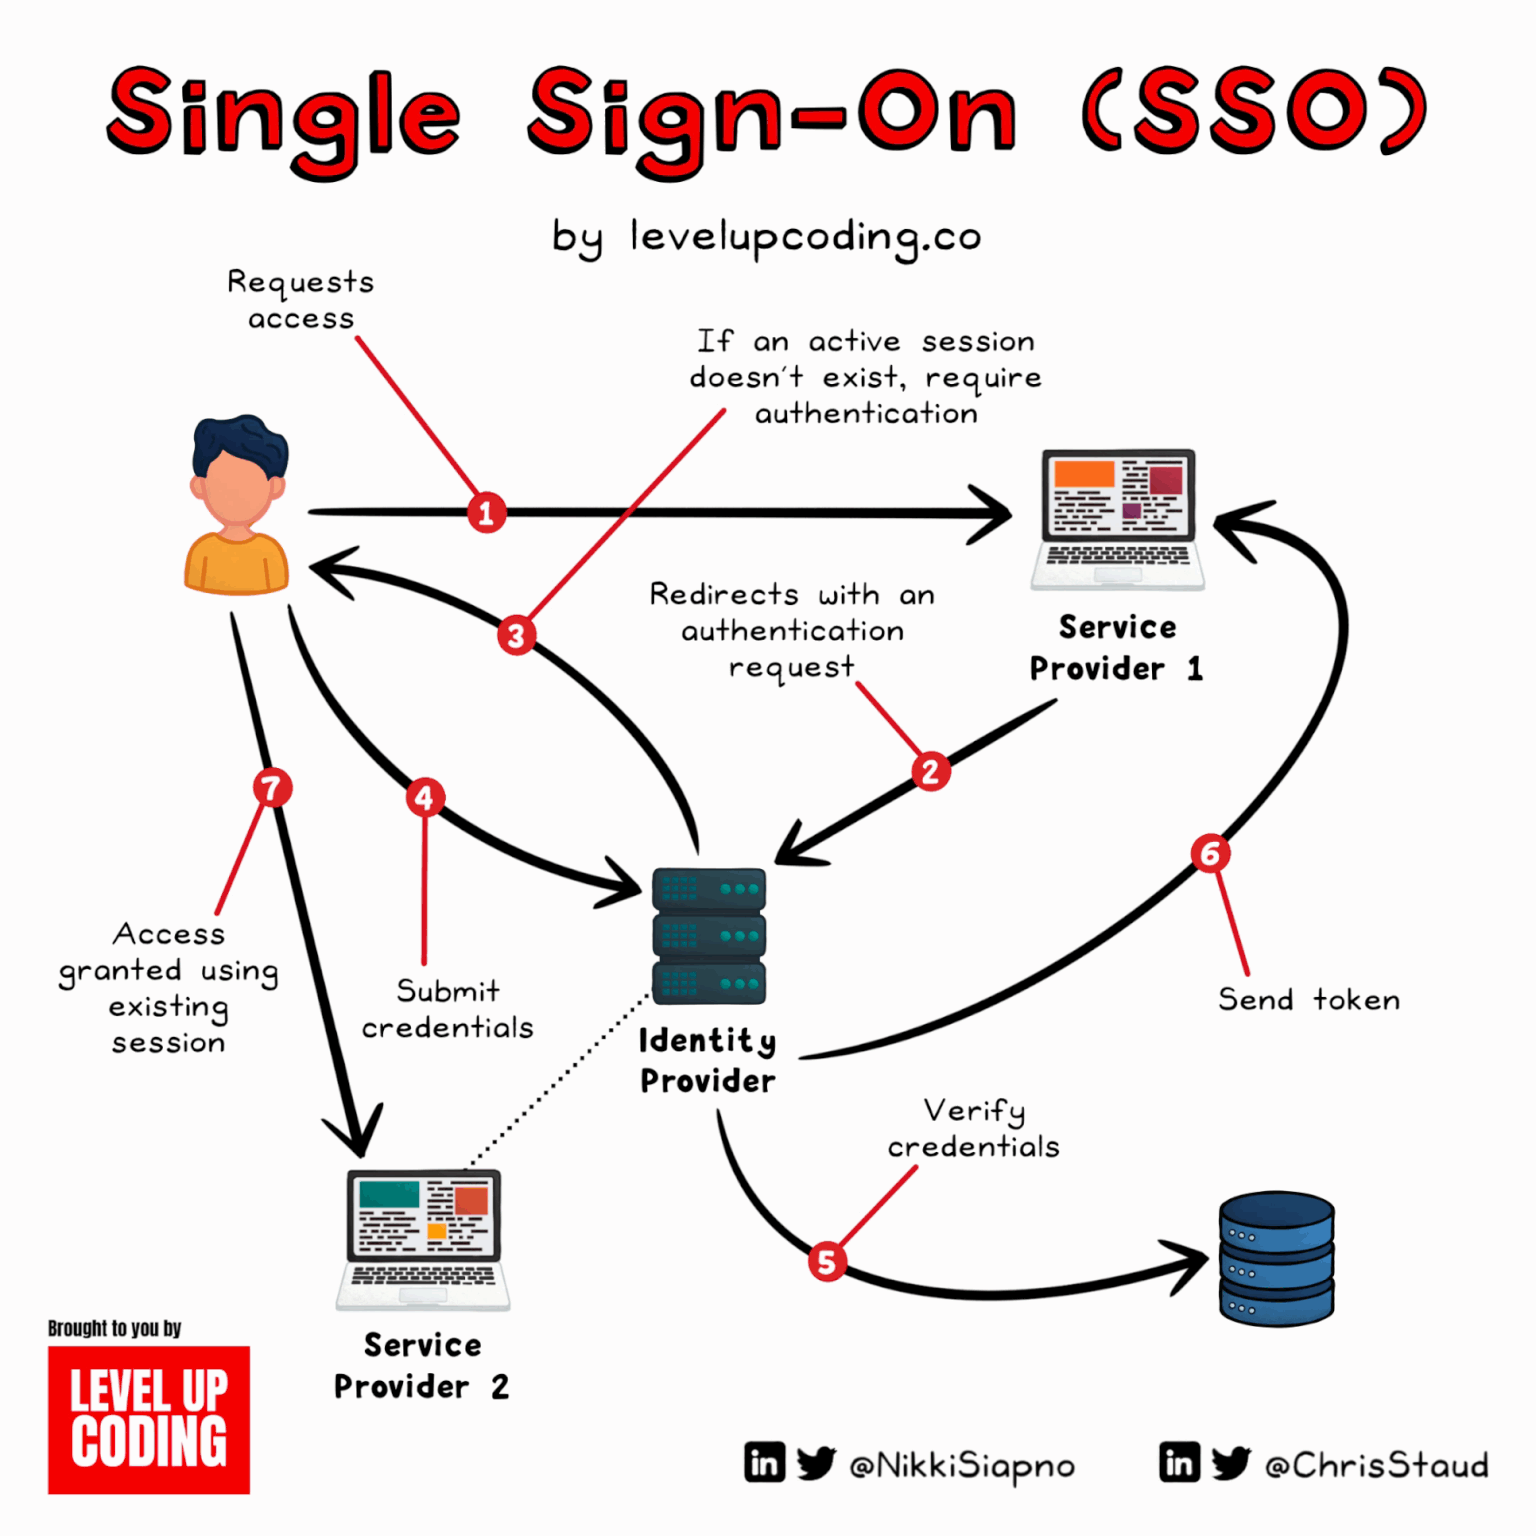 Single Sign-On (SSO)
by levelupcoding.co
Requests
access
If an active session
doesn't exist, require
authentication
1
Redirects with an
authentication
request
3
Service
Provider 1
2
7
4
6
Access
granted using
existing
session
Submit
credentials
Send token
Identity
Provider
Verify
credentials
5
Service
Provider 2
Brought to you by
LEVEL UP
CODING
in @NikkiSiapno
in @ChrisStaud